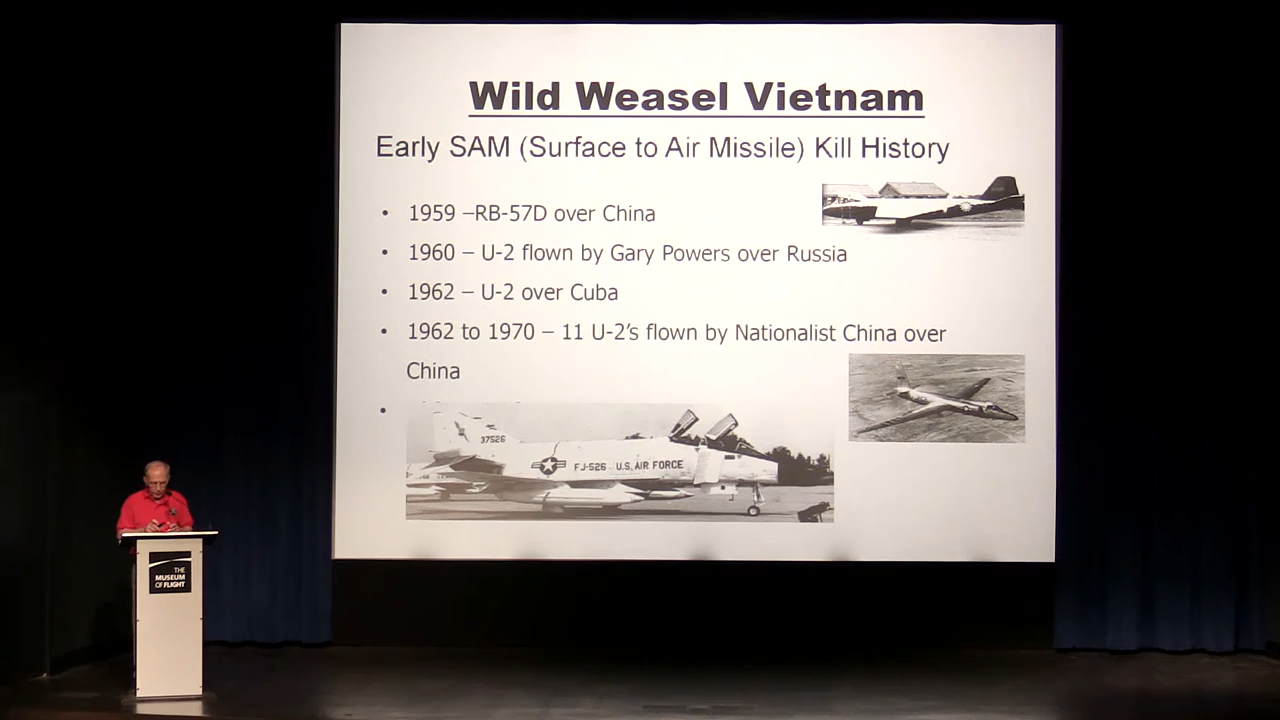 Wild Weasel Vietnam
Early SAM (Surface to Air Missile) Kill History
• 1959 –RB-57D over China
• 1960 – U-2 flown by Gary Powers over Russia
• 1962 – U-2 over Cuba
• 1962 to 1970 – 11 U-2's flown by Nationalist China over
China
•
37526
FJ-526 U.S. AIR FORCE
THE
MUSEUM
OF FLIGHT